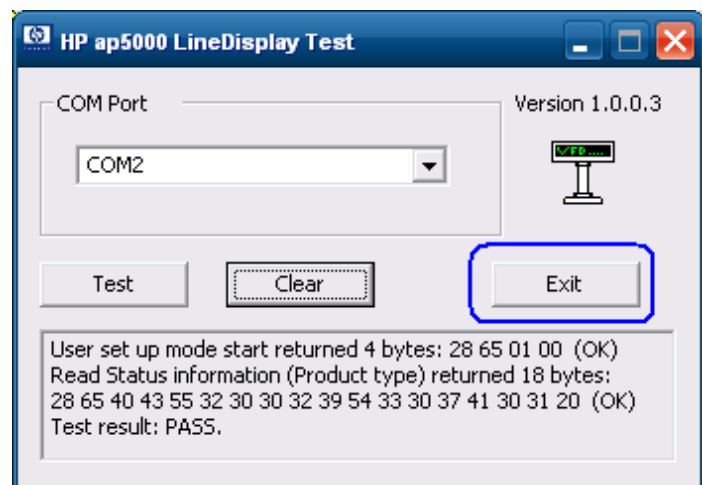 HP ap5000 LineDisplay Test
COM Port
Version 1.0.0.3
COM2
VFD....
Test
Clear
Exit
User set up mode start returned 4 bytes: 28 65 01 00 (OK)
Read Status information (Product type) returned 18 bytes:
28 65 40 43 55 32 30 30 32 39 54 33 30 37 41 30 31 20 (OK)
Test result: PASS.